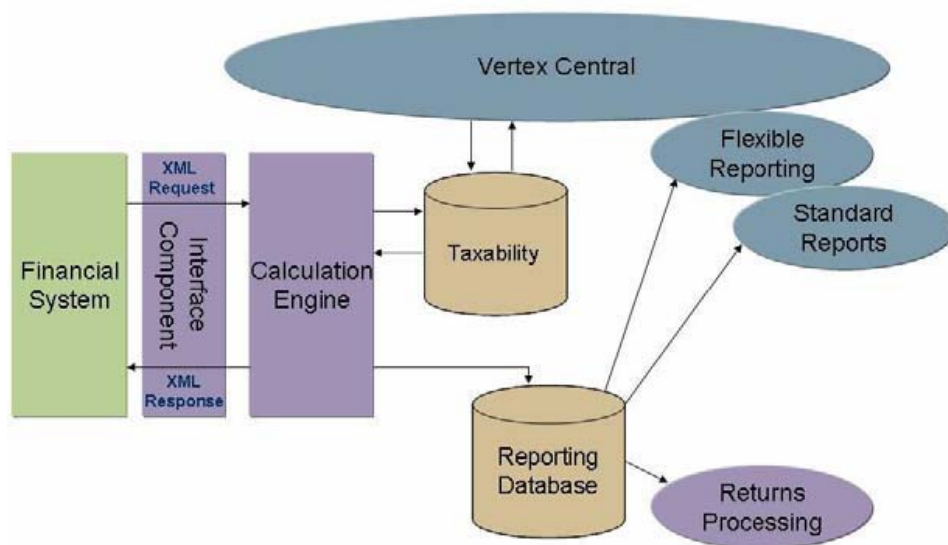 Vertex Central
Flexible
Reporting
Standard
Reports
XML
Request
Financial
System
Interface
Component
Calculation
Engine
Taxability
XML
Response
Reporting
Database
Returns
Processing